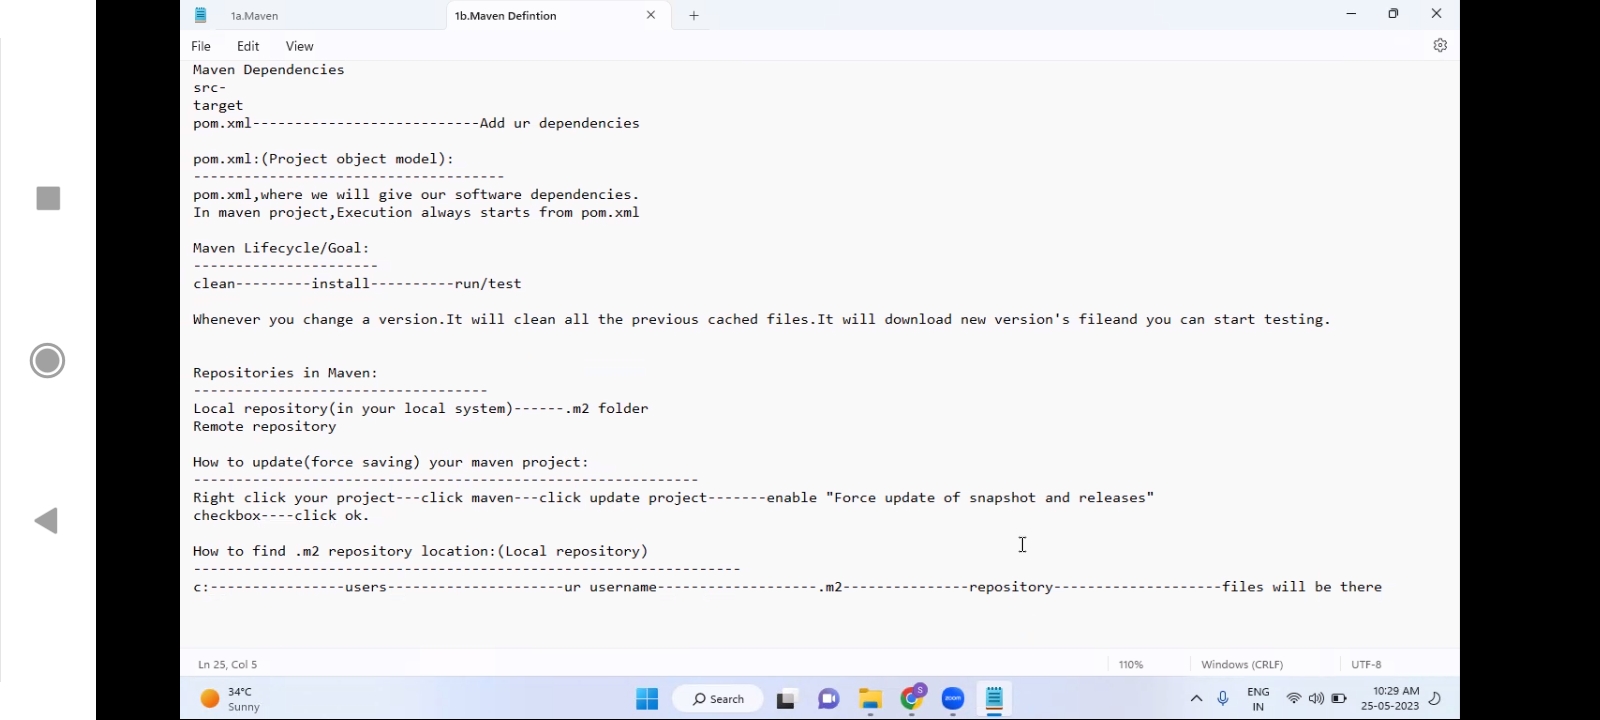 1a.Maven
1b.Maven Defintion
File Edit View
Maven Dependencies
src-
target
pom.xml---------------------------Add ur dependencies
pom.xml:(Project object model):
-------------------------------------
pom.xml,where we will give our software dependencies.
In maven project,Execution always starts from pom.xml
Maven Lifecycle/Goal:
----------------------
clean---------install----------run/test
Whenever you change a version.It will clean all the previous cached files.It will download new version's fileand you can start testing.
Repositories in Maven:
-----------------------------------
Local repository(in your local system)------.m2 folder
Remote repository
How to update(force saving) your maven project:
------------------------------------------------------------
Right click your project---click maven---click update project-------enable "Force update of snapshot and releases"
checkbox----click ok.
How to find .m2 repository location:(Local repository)
-----------------------------------------------------------------
c:----------------users---------------------ur username-------------------.m2---------------repository--------------------files will be there
Ln 25, Col 5
110%
Windows (CRLF)
UTF-8
34°C
Sunny
Search
S
zoom
ENG
IN
10:29 AM
25-05-2023